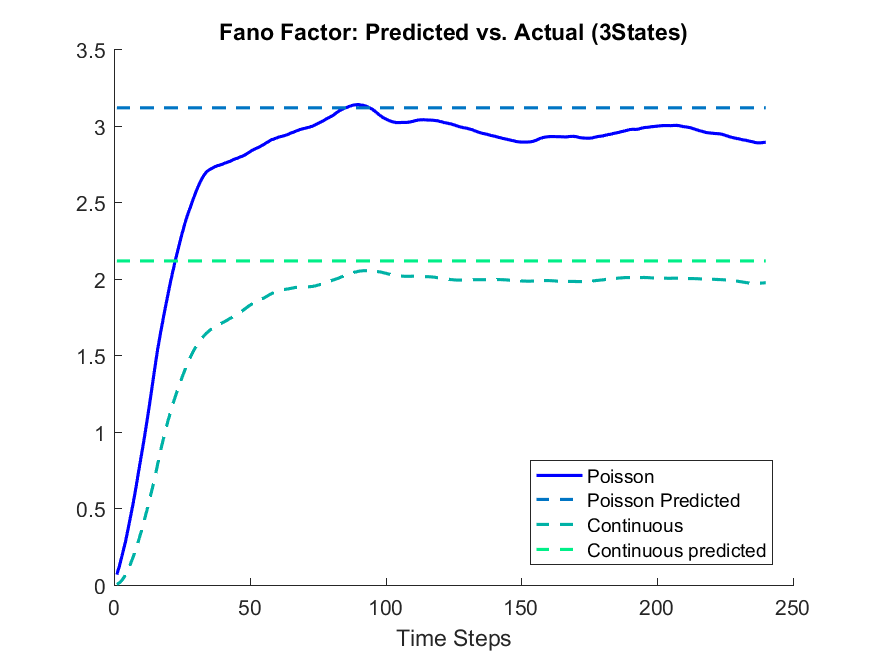 Fano Factor: Predicted vs. Actual (3States)
3.5
3
2.5
2
1.5
1
0.5
0
0 50 100 150 200 250
Time Steps
Poisson
Poisson Predicted
Continuous
Continuous predicted